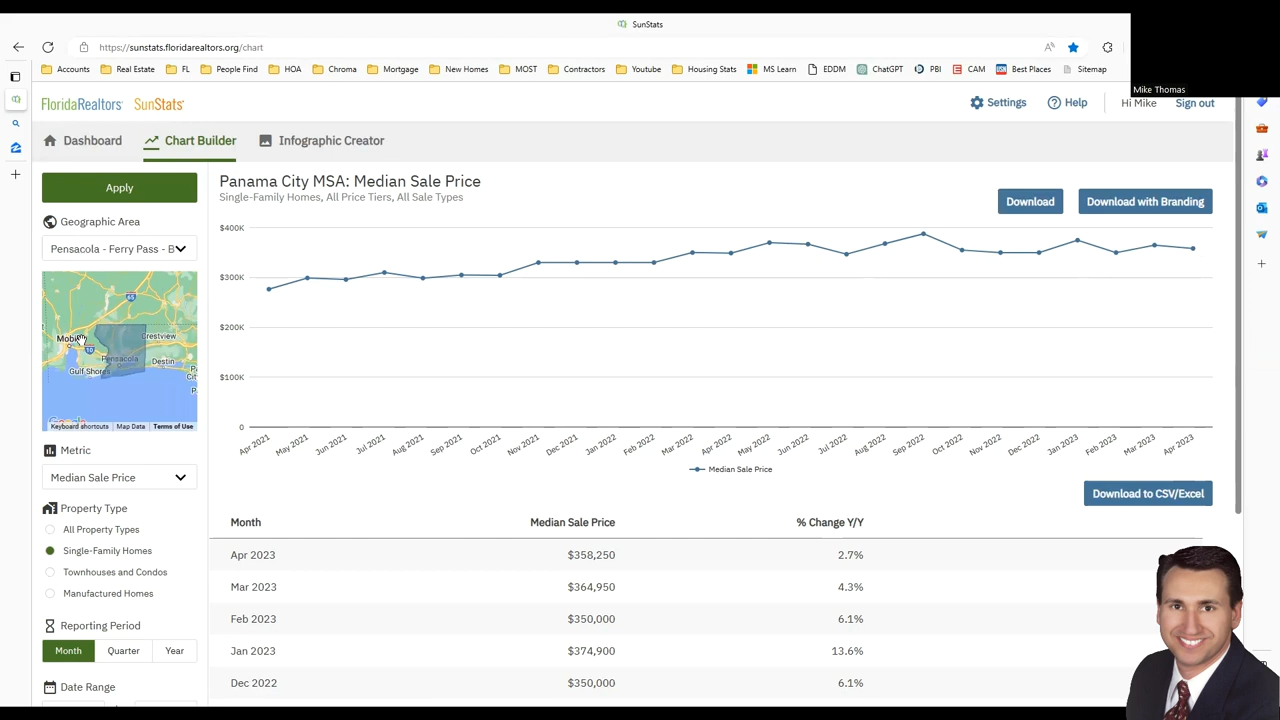 SunStats
https://sunstats.floridarealtors.org/chart
Mike Thomas
Accounts Real Estate FL People Find HOA Chroma Mortgage New Homes MOST Contractors Youtube Housing Stats MS Learn EDDM ChatGPT PBI CAM Best Places Sitemap
FloridaRealtors SunStats
Settings Help Hi Mike Sign out
Dashboard Chart Builder Infographic Creator
Apply
Geographic Area
Pensacola - Ferry Pass - B
Crestview
Pensacola
Destin
Gulf Shores
Keyboard shortcuts Map Data Terms of Use
Metric
Median Sale Price
Property Type
All Property Types
Single-Family Homes
Townhouses and Condos
Manufactured Homes
Reporting Period
Month Quarter Year
Date Range
Panama City MSA: Median Sale Price
Single-Family Homes, All Price Tiers, All Sale Types
Download Download with Branding
$400K
$300K
$200K
$100K
0
Apr 2021 May 2021 Jun 2021 Jul 2021 Aug 2021 Sep 2021 Oct 2021 Nov 2021 Dec 2021 Jan 2022 Feb 2022 Mar 2022 Apr 2022 May 2022 Jun 2022 Jul 2022 Aug 2022 Sep 2022 Oct 2022 Nov 2022 Dec 2022 Jan 2023 Feb 2023 Mar 2023 Apr 2023
Median Sale Price
Download to CSV/Excel
Month Median Sale Price % Change Y/Y
Apr 2023 $358,250 2.7%
Mar 2023 $364,950 4.3%
Feb 2023 $350,000 6.1%
Jan 2023 $374,900 13.6%
Dec 2022 $350,000 6.1%